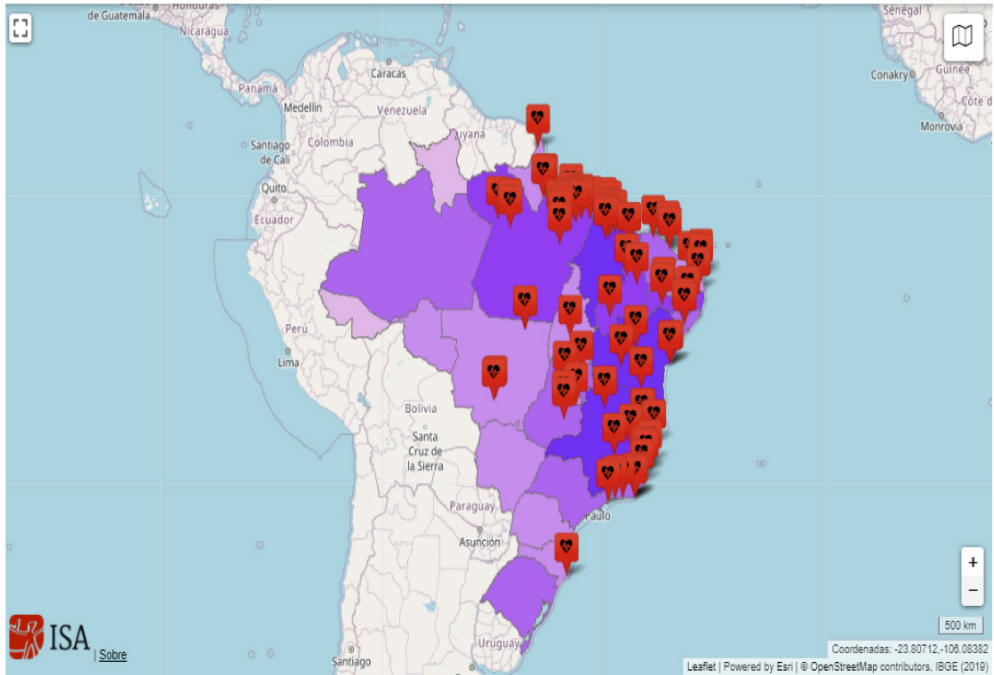 de Guatemala
Honduras
Nicaragua
Panamá
Caracas
Medellín
Venezuela
Guyana
Santiago
de Cali
Colombia
Quito
Ecuador
Perú
Lima
Bolivia
Santa
Cruz de
la Sierra
Paraguay
Asunción
Paulo
Uruguay
Santiago
Sénégal
Conakry
Guinée
Côte d
Monrovia
+
−
500 km
ISA
| Sobre
Coordenadas: -23.80712,-106.08382
Leaflet | Powered by Esri | © OpenStreetMap contributors, IBGE (2019)